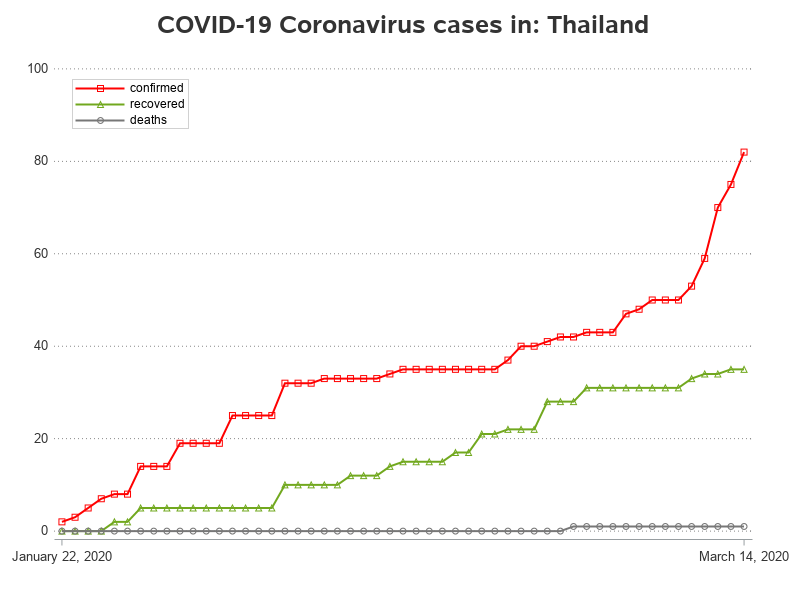 COVID-19 Coronavirus cases in: Thailand
100
confirmed
recovered
deaths
80
60
40
20
0
January 22, 2020
March 14, 2020